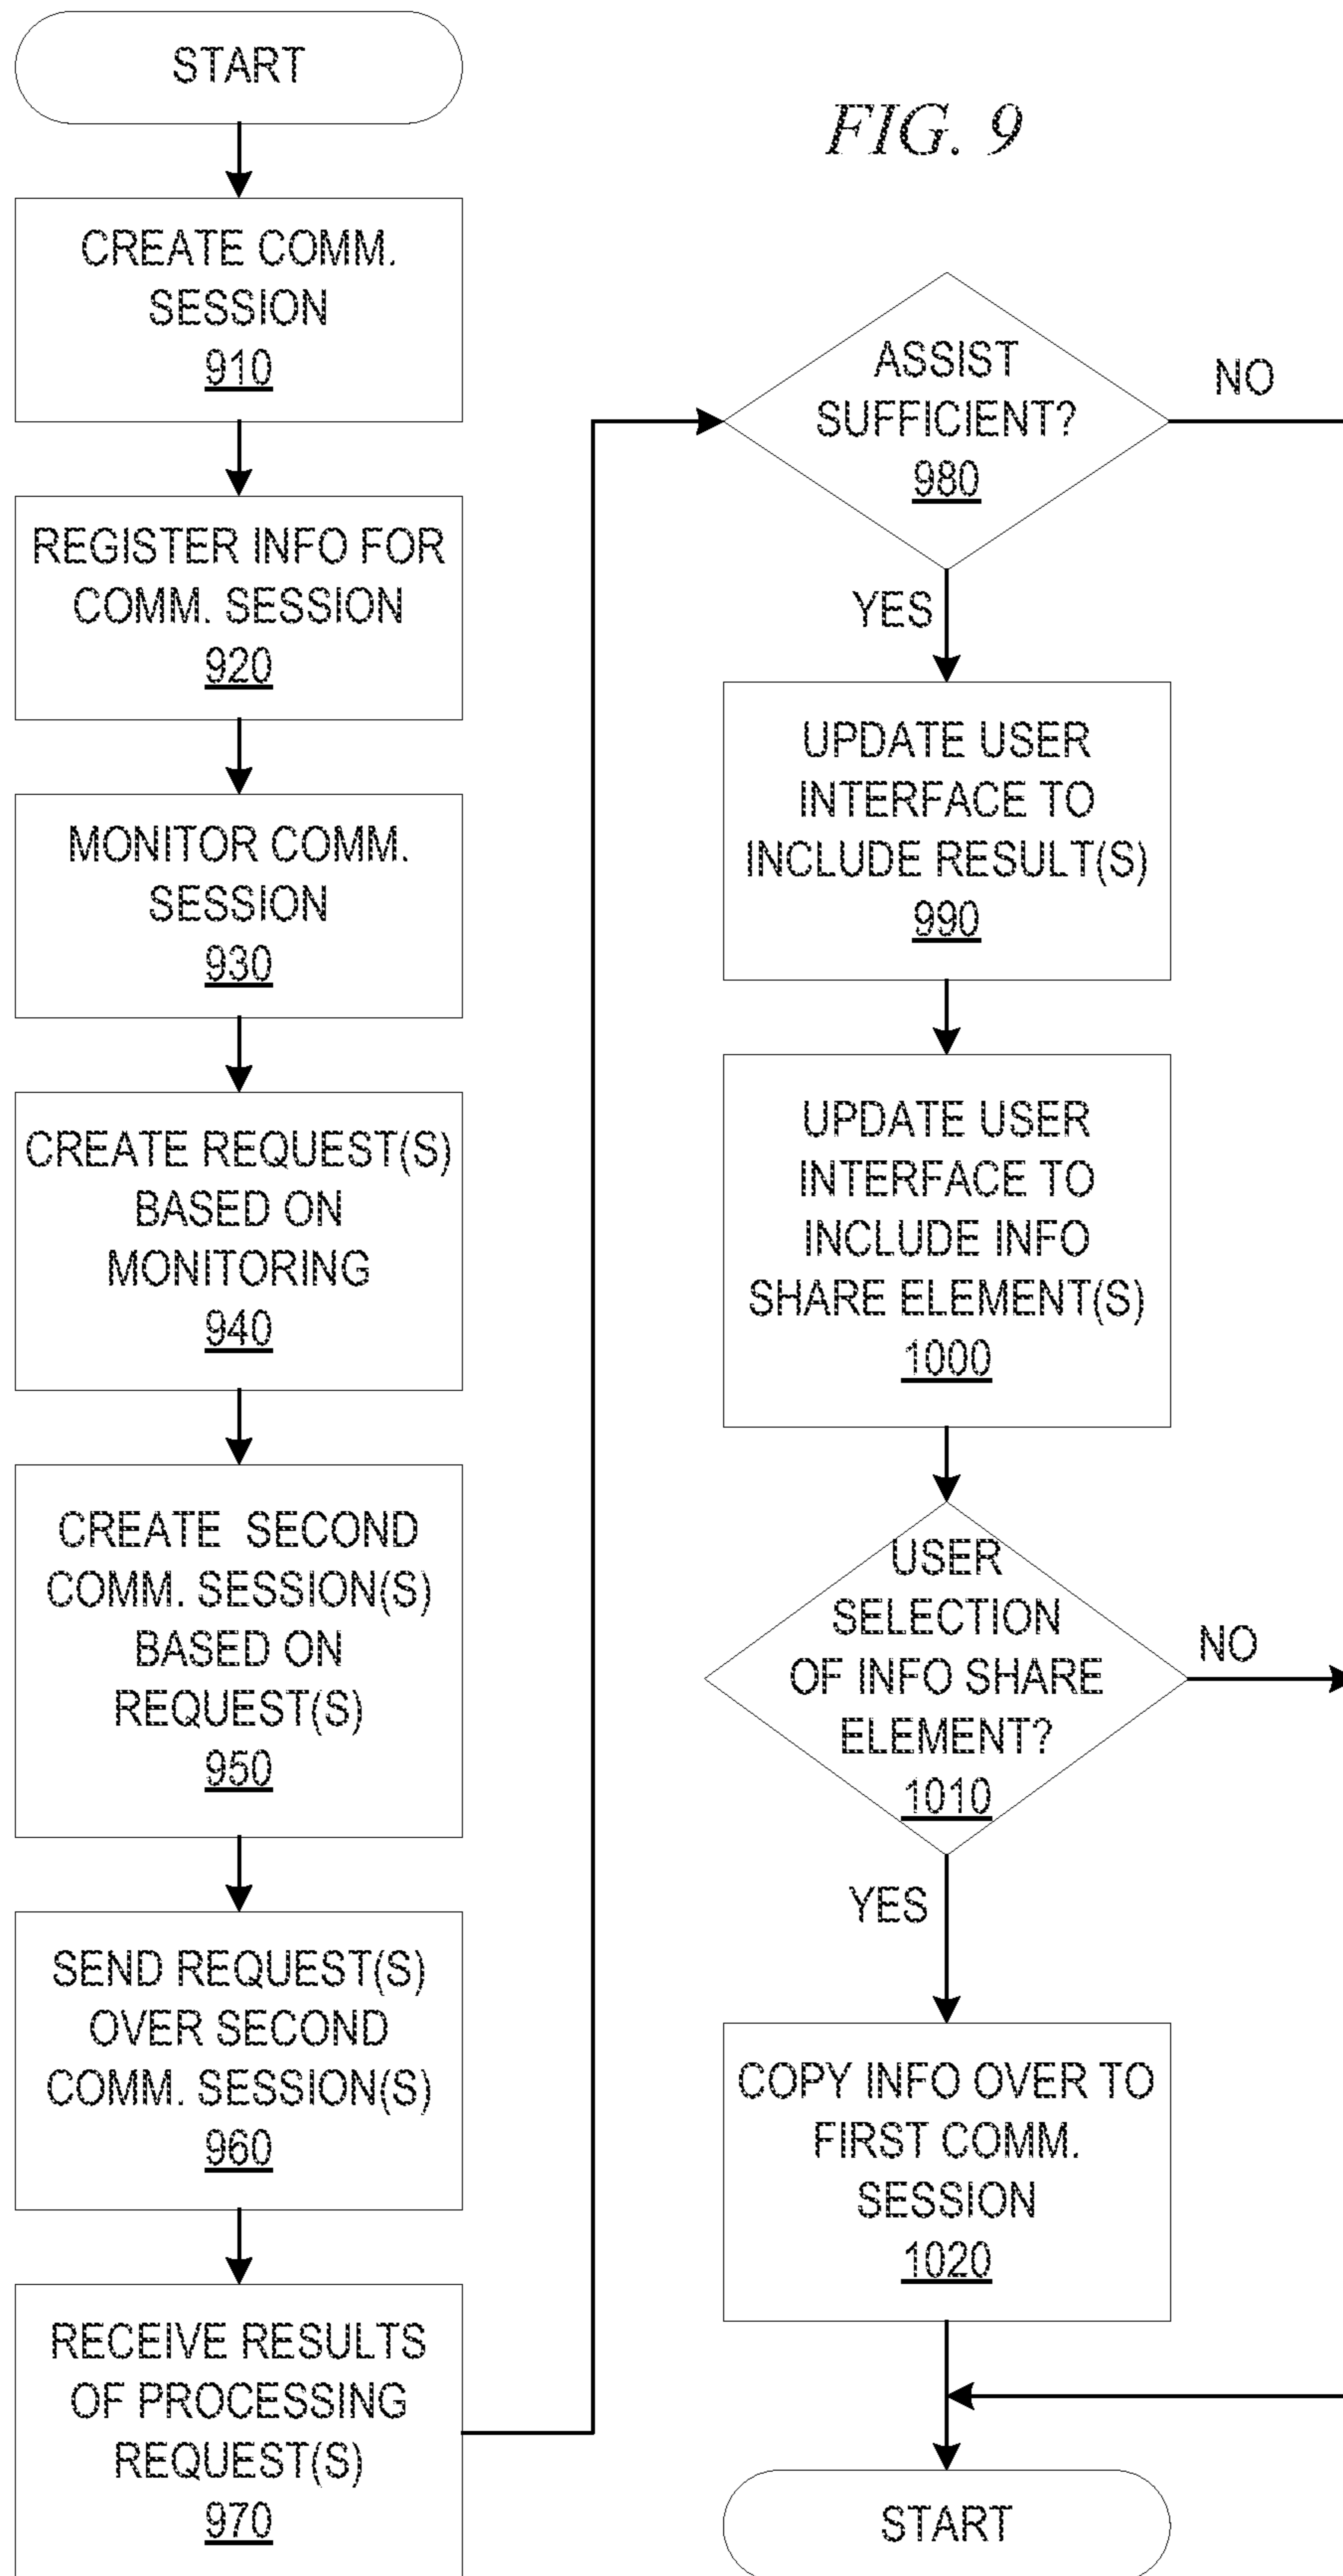 START
CREATE COMM.
SESSION
910
REGISTER INFO FOR
COMM. SESSION
920
MONITOR COMM.
SESSION
930
CREATE REQUEST(S)
BASED ON
MONITORING
940
CREATE SECOND
COMM. SESSION(S)
BASED ON
REQUEST(S)
950
SEND REQUEST(S)
OVER SECOND
COMM. SESSION(S)
960
RECEIVE RESULTS
OF PROCESSING
REQUEST(S)
970
FIG. 9
ASSIST
SUFFICIENT?
980
NO
YES
UPDATE USER
INTERFACE TO
INCLUDE RESULT(S)
990
UPDATE USER
INTERFACE TO
INCLUDE INFO
SHARE ELEMENT(S)
1000
USER
SELECTION
OF INFO SHARE
ELEMENT?
1010
NO
YES
COPY INFO OVER TO
FIRST COMM.
SESSION
1020
START